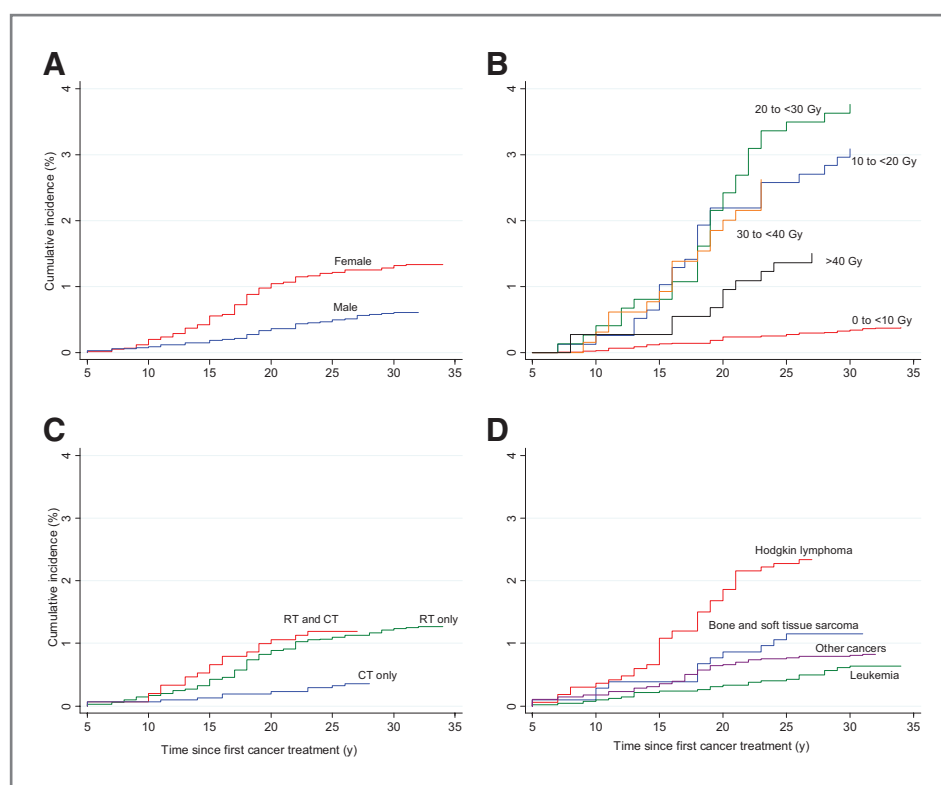 A
Cumulative incidence (%)
4
3
2
1
0
Female
Male
5 10 15 20 25 30 35
B
4
3
2
1
0
20 to <30 Gy
10 to <20 Gy
30 to <40 Gy
>40 Gy
0 to <10 Gy
5 10 15 20 25 30 35
C
Cumulative incidence (%)
4
3
2
1
0
RT and CT
RT only
CT only
5 10 15 20 25 30 35
Time since first cancer treatment (y)
D
4
3
2
1
0
Hodgkin lymphoma
Bone and soft tissue sarcoma
Other cancers
Leukemia
5 10 15 20 25 30 35
Time since first cancer treatment (y)